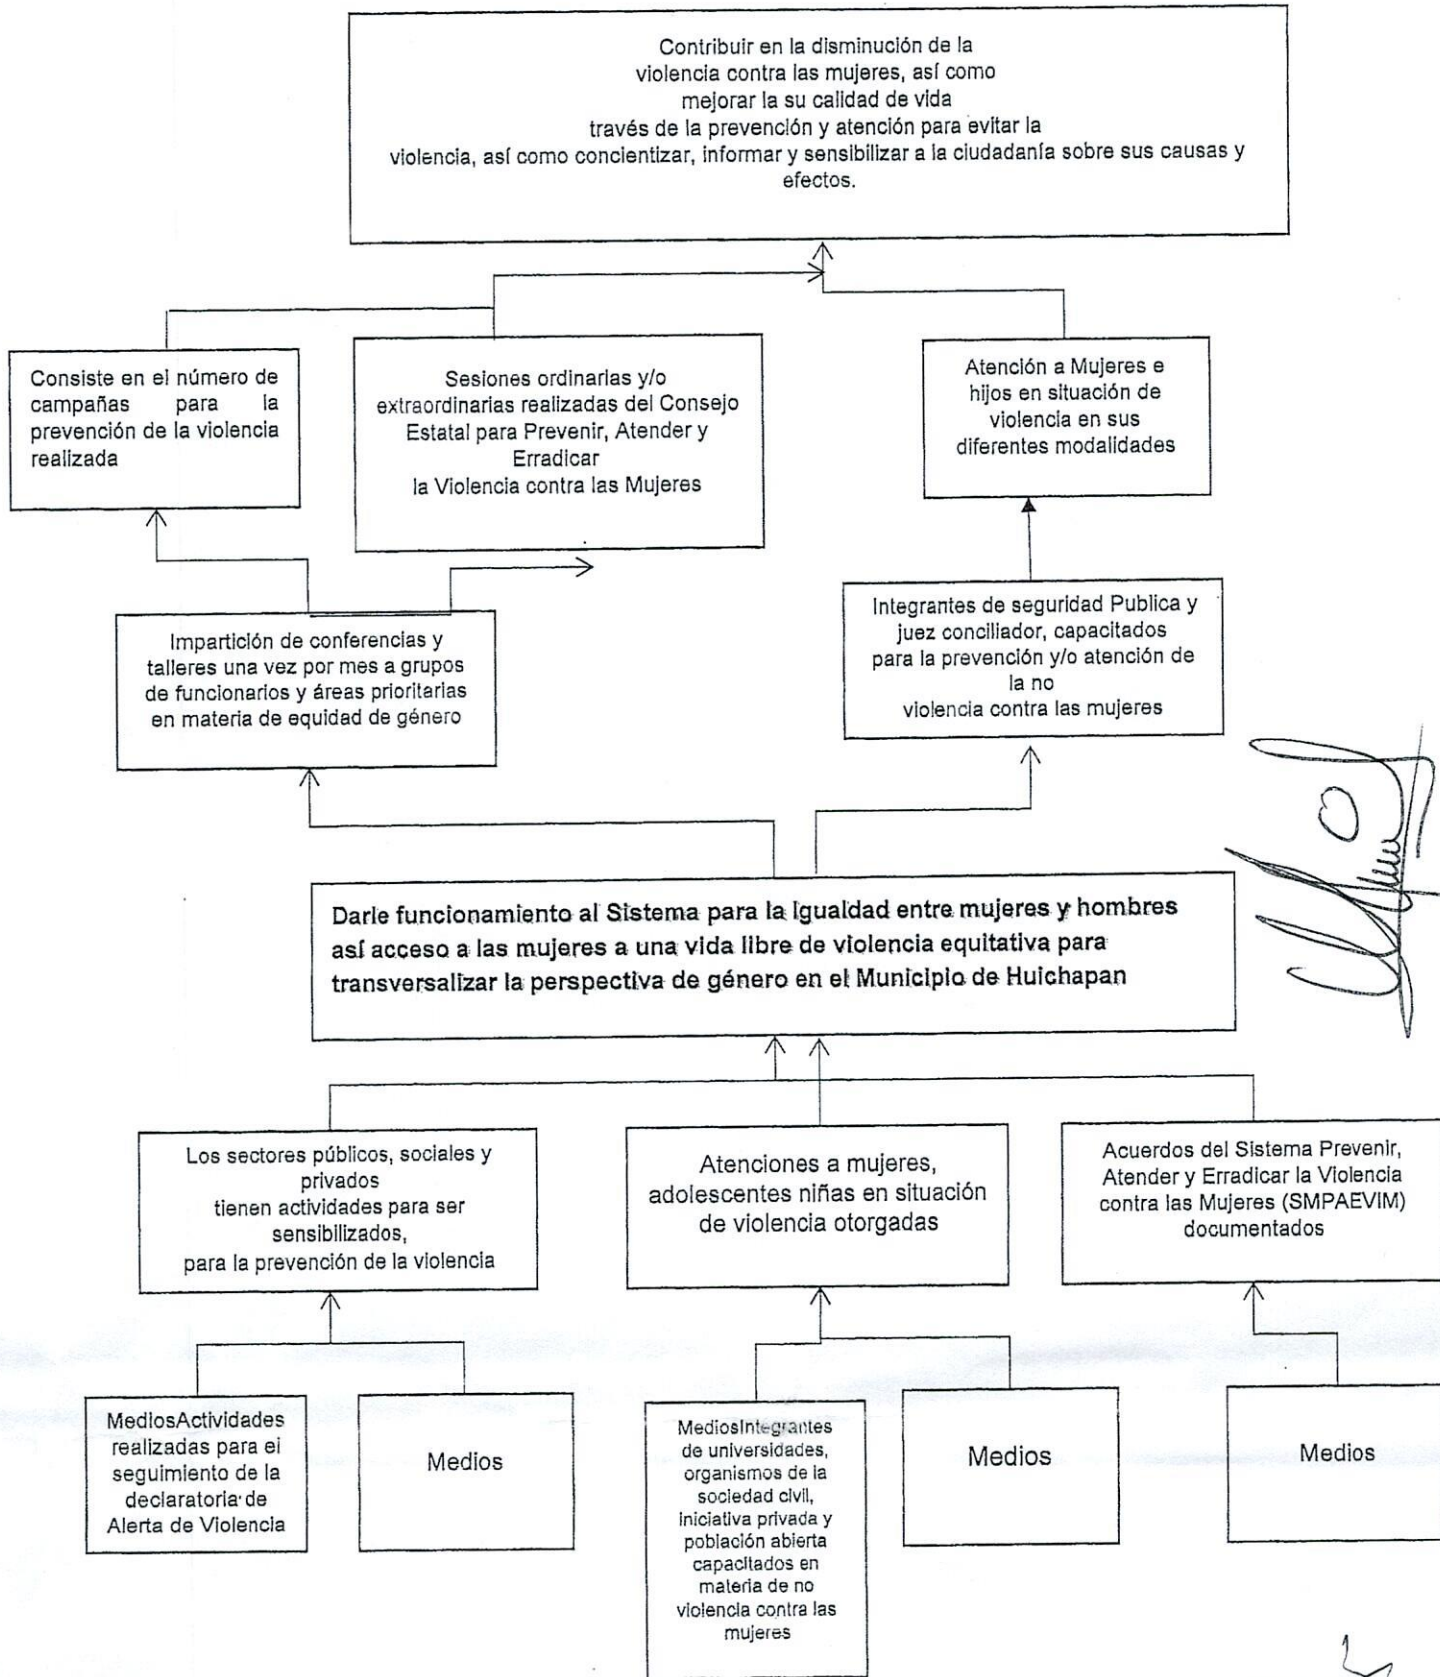 Contribuir en la disminución de la
violencia contra las mujeres, así como
mejorar la su calidad de vida
través de la prevención y atención para evitar la
violencia, así como concientizar, informar y sensibilizar a la ciudadanía sobre sus causas y
efectos.
Consiste en el número de
campañas para la
prevención de la violencia
realizada
Sesiones ordinarias y/o
extraordinarias realizadas del Consejo
Estatal para Prevenir, Atender y
Erradicar
la Violencia contra las Mujeres
Atención a Mujeres e
hijos en situación de
violencia en sus
diferentes modalidades
Impartición de conferencias y
talleres una vez por mes a grupos
de funcionarios y áreas prioritarias
en materia de equidad de género
Integrantes de seguridad Publica y
juez conciliador, capacitados
para la prevención y/o atención de
la no
violencia contra las mujeres
Darle funcionamiento al Sistema para la igualdad entre mujeres y hombres
así acceso a las mujeres a una vida libre de violencia equitativa para
transversalizar la perspectiva de género en el Municipio de Huichapan
Los sectores públicos, sociales y
privados
tienen actividades para ser
sensibilizados,
para la prevención de la violencia
Atenciones a mujeres,
adolescentes niñas en situación
de violencia otorgadas
Acuerdos del Sistema Prevenir,
Atender y Erradicar la Violencia
contra las Mujeres (SMPAEVIM)
documentados
MediosActividades
realizadas para el
seguimiento de la
declaratoria de
Alerta de Violencia
Medios
MediosIntegrantes
de universidades,
organismos de la
sociedad civil,
iniciativa privada y
población abierta
capacitados en
materia de no
violencia contra las
mujeres
Medios
Medios